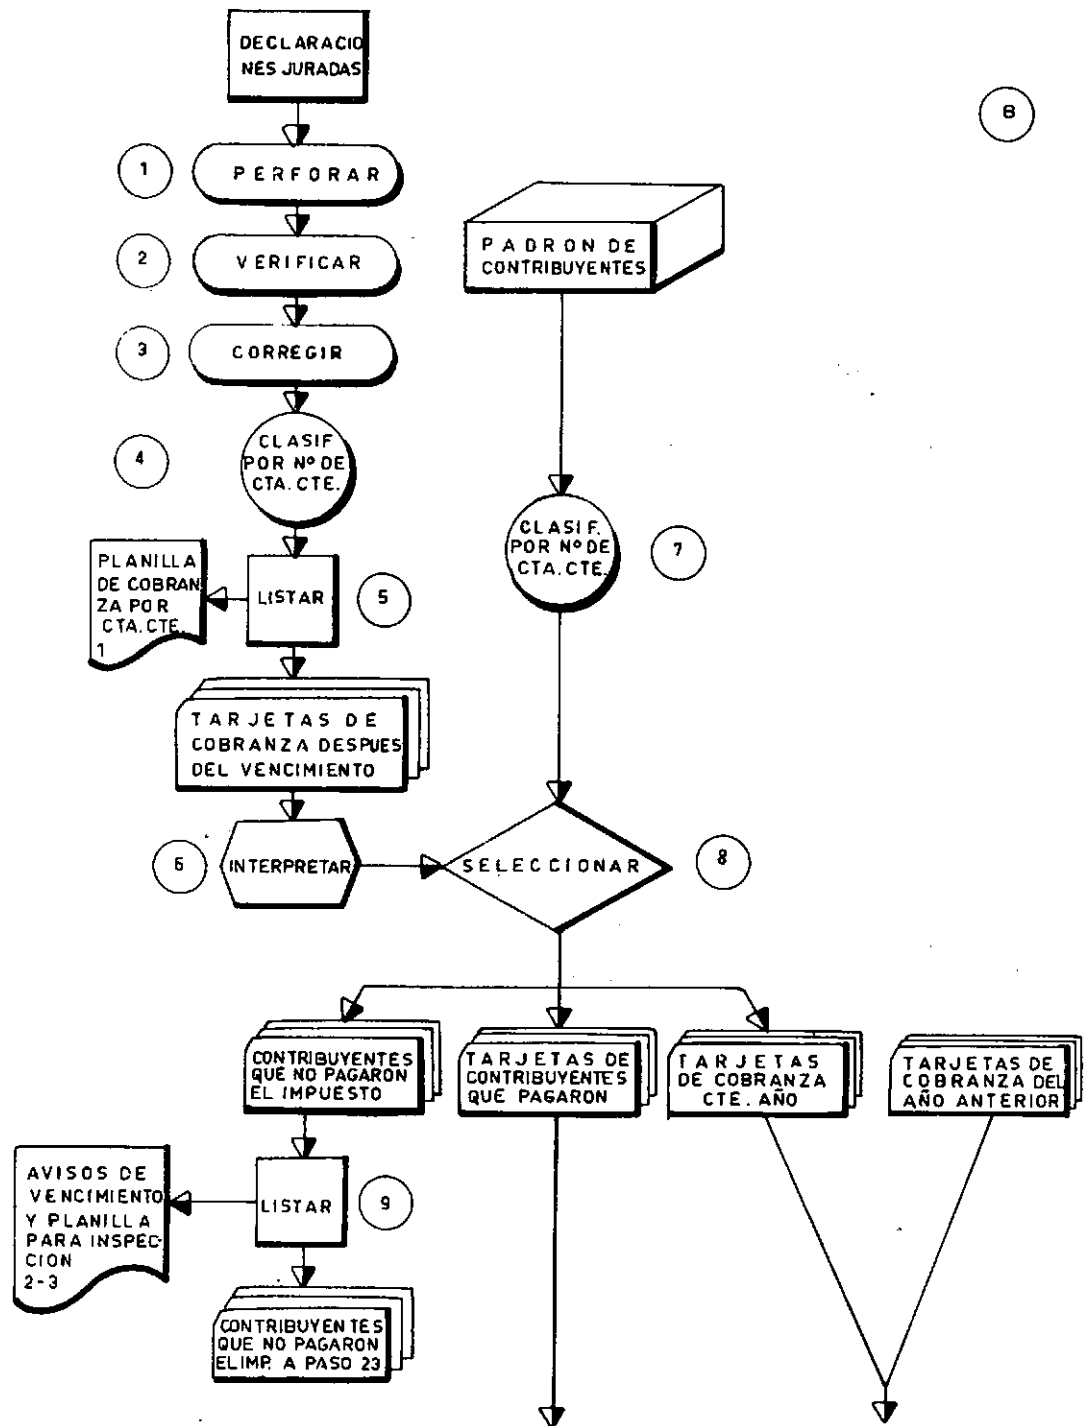 DECLARACIO
NES JURADAS
8
1
PERFORAR
2
VERIFICAR
PADRON DE
CONTRIBUYENTES
3
CORREGIR
4
CLASIF
POR Nº DE
CTA. CTE.
CLASIF.
POR Nº DE
CTA. CTE.
7
PLANILLA
DE COBRAN
ZA POR
CTA. CTE.
1
LISTAR
5
TARJETAS DE
COBRANZA DESPUES
DEL VENCIMIENTO
6
INTERPRETAR
SELECCIONAR
8
CONTRIBUYENTES
QUE NO PAGARON
EL IMPUESTO
TARJETAS DE
CONTRIBUYENTES
QUE PAGARON
TARJETAS
DE COBRANZA
CTE. AÑO
TARJETAS DE
COBRANZA DEL
AÑO ANTERIOR
AVISOS DE
VENCIMIENTO
Y PLANILLA
PARA INSPEC-
CION
2-3
LISTAR
9
CONTRIBUYENTES
QUE NO PAGARON
EL IMP. A PASO 23